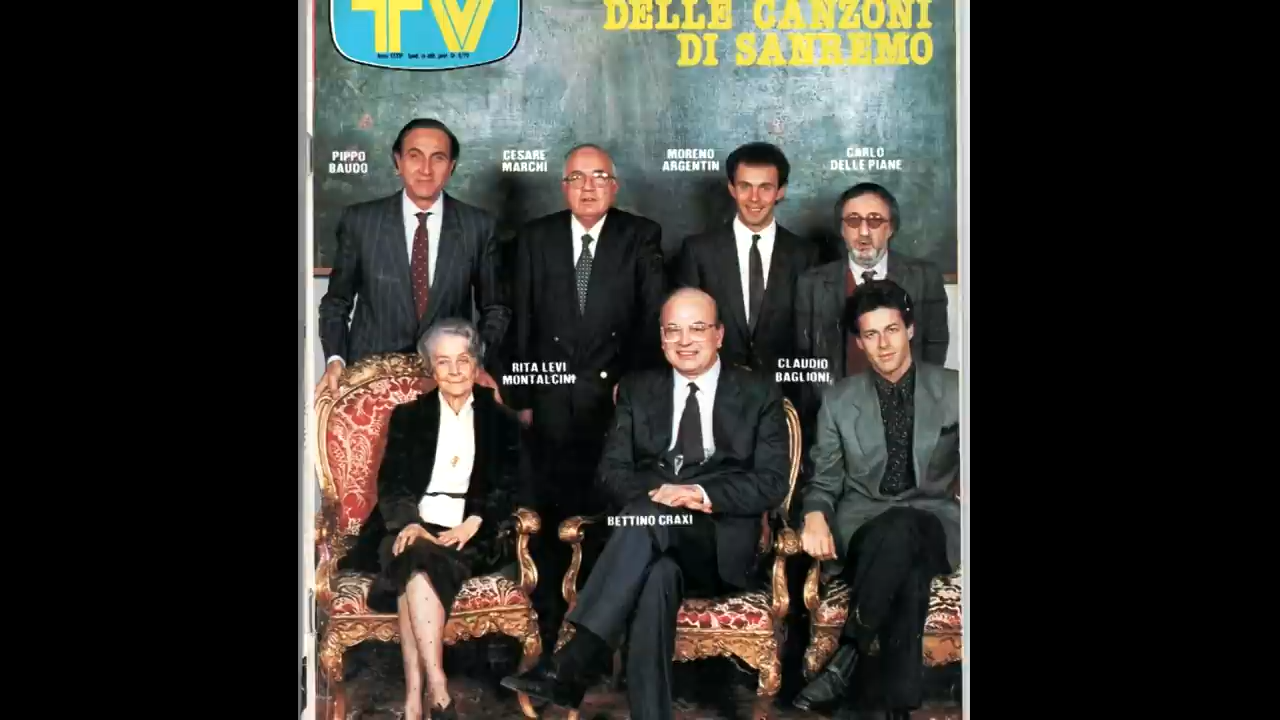 TV
DELLE CANZONI
DI SANREMO
PIPPO
BAUDO
CESARE
MARCHI
MORENO
ARGENTIN
CARLO
DELLE PIANE
RITA LEVI
MONTALCINI
CLAUDIO
BAGLIONI
BETTINO CRAXI